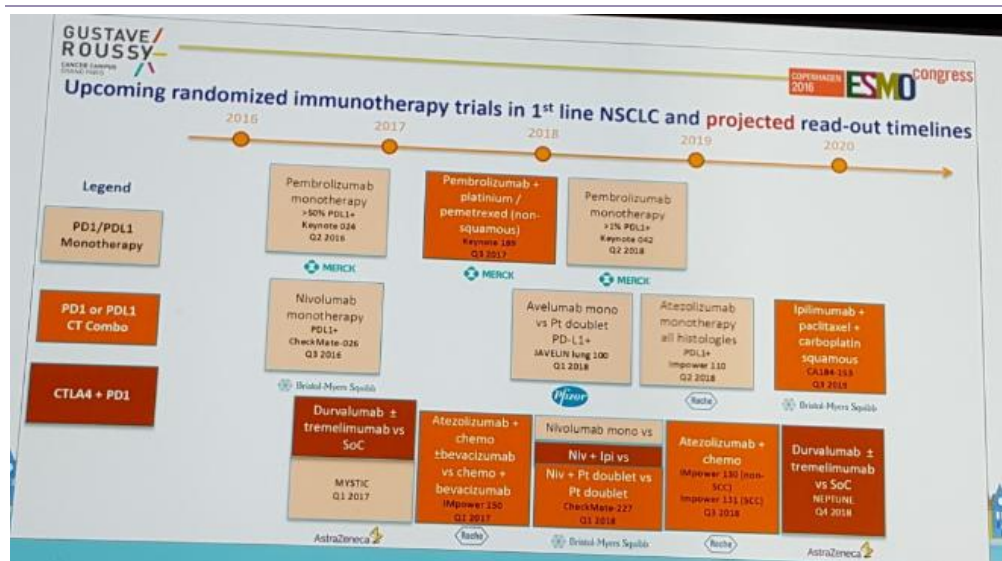 GUSTAVE/
ROUSSY
CANCER CAMPUS
GRAND PARIS
COPENHAGEN
2016
ESMO congress
Upcoming randomized immunotherapy trials in 1st line NSCLC and projected read-out timelines
2016
2017
2018
2019
2020
Legend
PD1/PDL1
Monotherapy
PD1 or PDL1
CT Combo
CTLA4 + PD1
Pembrolizumab
monotherapy
>50% PDL1+
Keynote 024
Q2 2016
MERCK
Pembrolizumab +
platinium /
pemetrexed (non-
squamous)
Keynote 189
Q3 2017
MERCK
Pembrolizumab
monotherapy
>1% PDL1+
Keynote 042
Q2 2018
MERCK
Nivolumab
monotherapy
PDL1+
CheckMate-026
Q3 2016
Bristol-Myers Squibb
Avelumab mono
vs Pt doublet
PD-L1+
JAVELIN lung 100
Q1 2018
Pfizor
Atezolizumab
monotherapy
all histologies
PDL1+
Impower 110
Q2 2018
Roche
Ipilimumab +
paclitaxel +
carboplatin
squamous
CA184-153
Q3 2019
Bristol-Myers Squibb
Durvalumab ±
tremelimumab vs
SoC
MYSTIC
Q1 2017
AstraZeneca
Atezolizumab +
chemo
±bevacizumab
vs chemo +
bevacizumab
IMpower 150
Q2 2017
Roche
Nivolumab mono vs
Niv + Ipi vs
Niv + Pt doublet vs
Pt doublet
CheckMate-227
Q1 2018
Bristol-Myers Squibb
Atezolizumab +
chemo
IMpower 130 (non-
SCC)
Impower 131 (SCC)
Q3 2018
Roche
Durvalumab ±
tremelimumab
vs SoC
NEPTUNE
Q4 2018
AstraZeneca